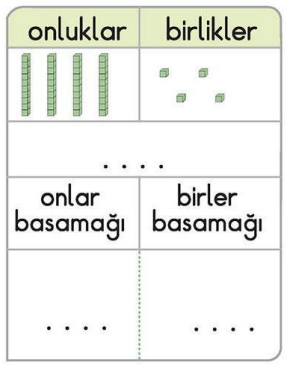 onluklar birlikler
. . . .
onlar birler
basamağı basamağı
. . . . . . . .